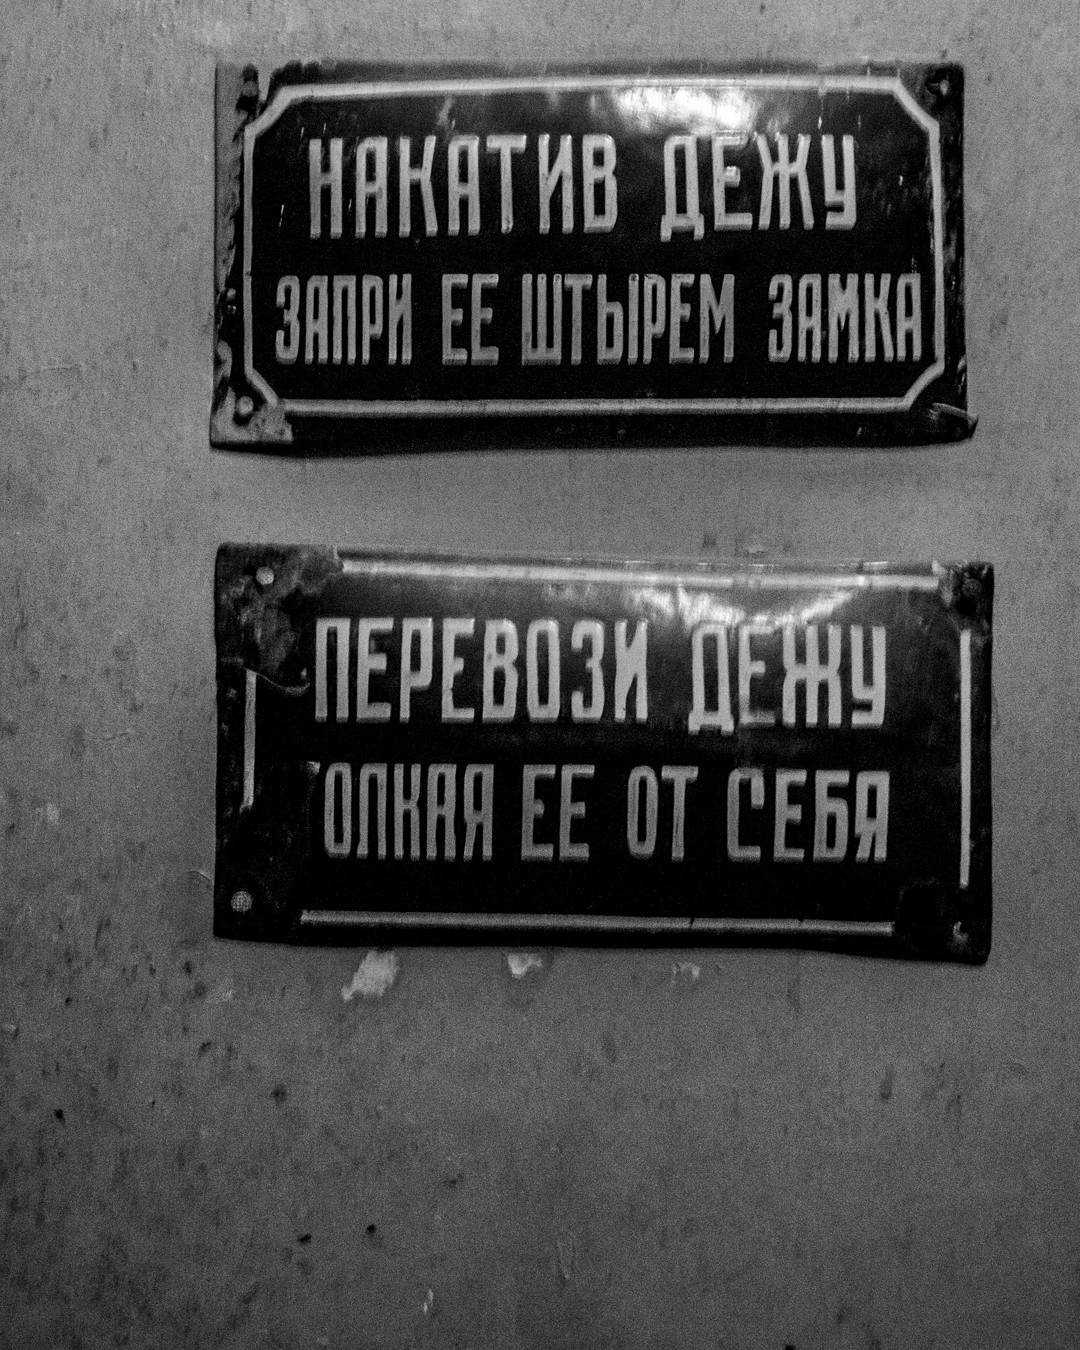 НАКАТИВ ДЕЖУ
ЗАПРИ ЕЕ ШТЫРЕМ ЗАМКА
ПЕРЕВОЗИ ДЕЖУ
ОЛКАЯ ЕЕ ОТ СЕБЯ